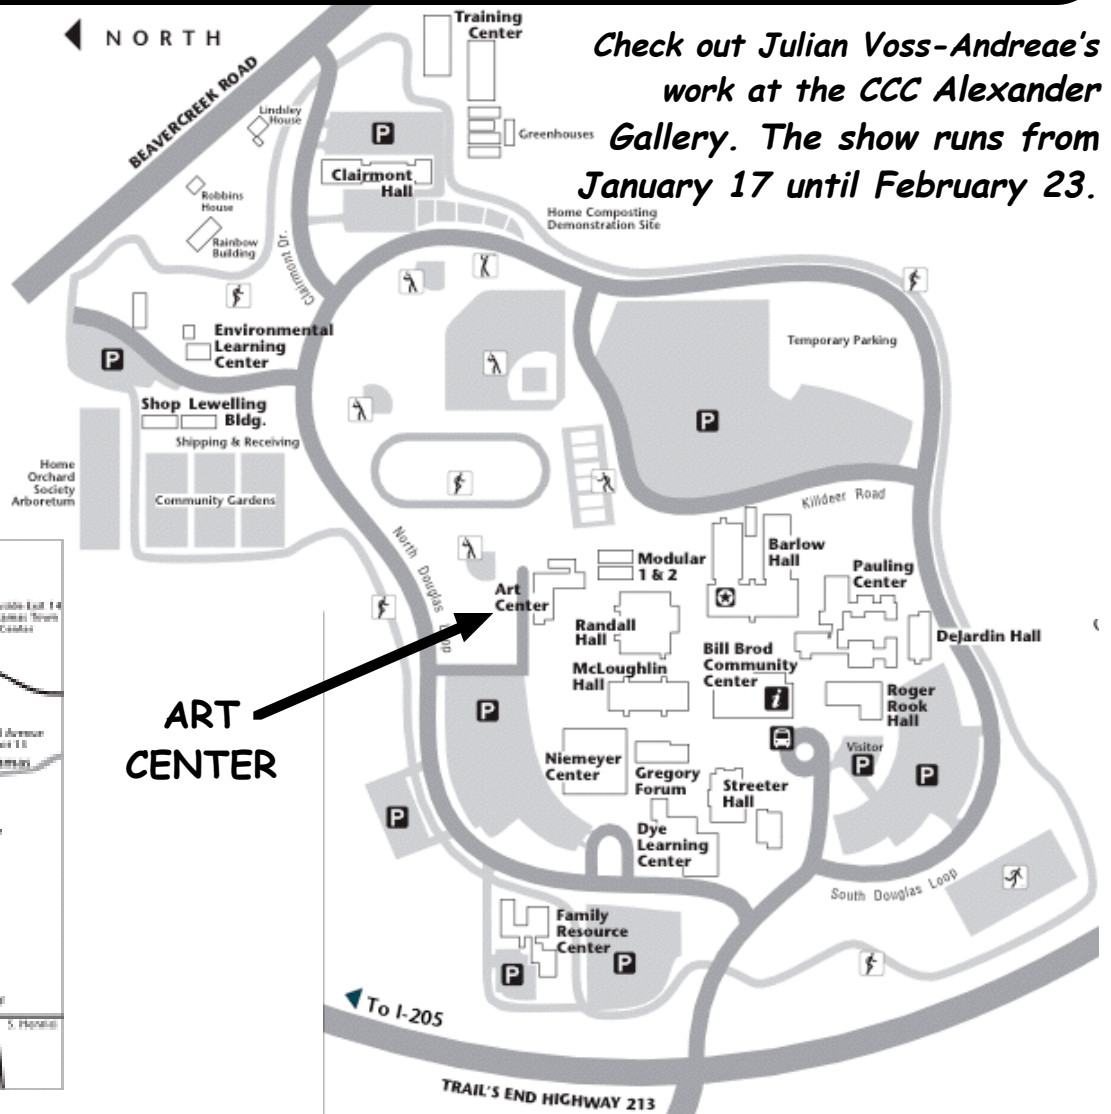 NORTH
Training
Center
Check out Julian Voss-Andreae's
work at the CCC Alexander
Gallery. The show runs from
January 17 until February 23.
BEAVERCREEK ROAD
Lindsley
House
P
Greenhouses
Clairmont
Hall
Robbins
House
Rainbow
Building
Home Composting
Demonstration Site
Clairmont Dr.
Environmental
Learning
Center
P
Temporary Parking
Shop Lewelling
Bldg.
Shipping & Receiving
P
Home
Orchard
Society
Arboretum
Community Gardens
Killdeer Road
North Douglas Loop
Barlow
Hall
Modular
1 & 2
Pauling
Center
Art
Center
Randall
Hall
DeJardin Hall
Bill Brod
Community
Center
McLoughlin
Hall
i
Roger
Rook
Hall
ART
CENTER
P
Visitor
P
P
Niemeyer
Center
Gregory
Forum
Streeter
Hall
P
Dye
Learning
Center
South Douglas Loop
Family
Resource
Center
P
P
To I-205
TRAIL'S END HIGHWAY 213